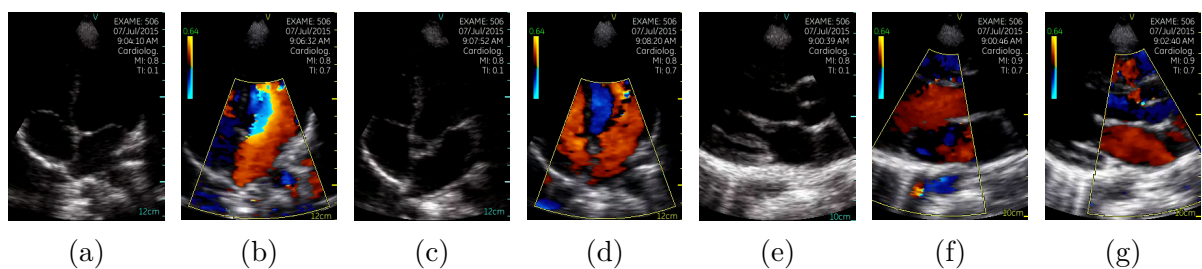 V
EXAME: 506
07/Jul/2015
9:04:10 AM
Cardiolog.
MI: 0.8
TI: 0.1
12cm
(a)
V
0.64
EXAME: 506
07/Jul/2015
9:06:32 AM
Cardiolog.
MI: 0.8
TI: 0.7
12cm
(b)
V
EXAME: 506
07/Jul/2015
9:07:52 AM
Cardiolog.
MI: 0.8
TI: 0.1
12cm
(c)
V
0.64
EXAME: 506
07/Jul/2015
9:08:20 AM
Cardiolog.
MI: 0.8
TI: 0.7
12cm
(d)
V
EXAME: 506
07/Jul/2015
9:00:39 AM
Cardiolog.
MI: 0.8
TI: 0.1
10cm
(e)
V
0.64
EXAME: 506
07/Jul/2015
9:00:46 AM
Cardiolog.
MI: 0.9
TI: 0.7
10cm
(f)
V
0.64
EXAME: 506
07/Jul/2015
9:02:40 AM
Cardiolog.
MI: 0.9
TI: 0.7
10cm
(g)